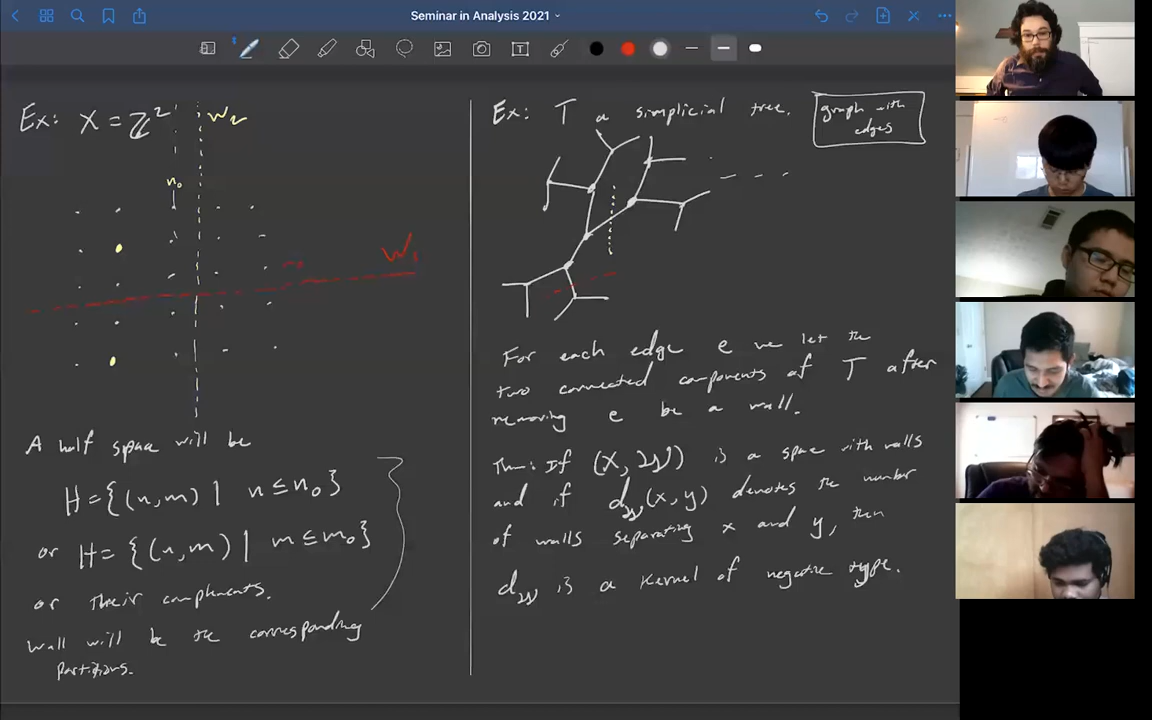 Seminar in Analysis 2021
Ex: X = ℤ²
W₂
n₀
W₁
A half space will be
H = {(n,m) | n ≤ n₀}
or H = {(n,m) | m ≤ m₀}
or their complements.
Wall will be the corresponding
partitions.
Ex: T a simplicial tree.
graph with
edges
For each edge e we let the
two connected components of T after
removing e be a wall.
Thm: If (X, 𝒲) is a space with walls
and if d_𝒲(x,y) denotes the number
of walls separating x and y, then
d_𝒲 is a kernel of negative type.